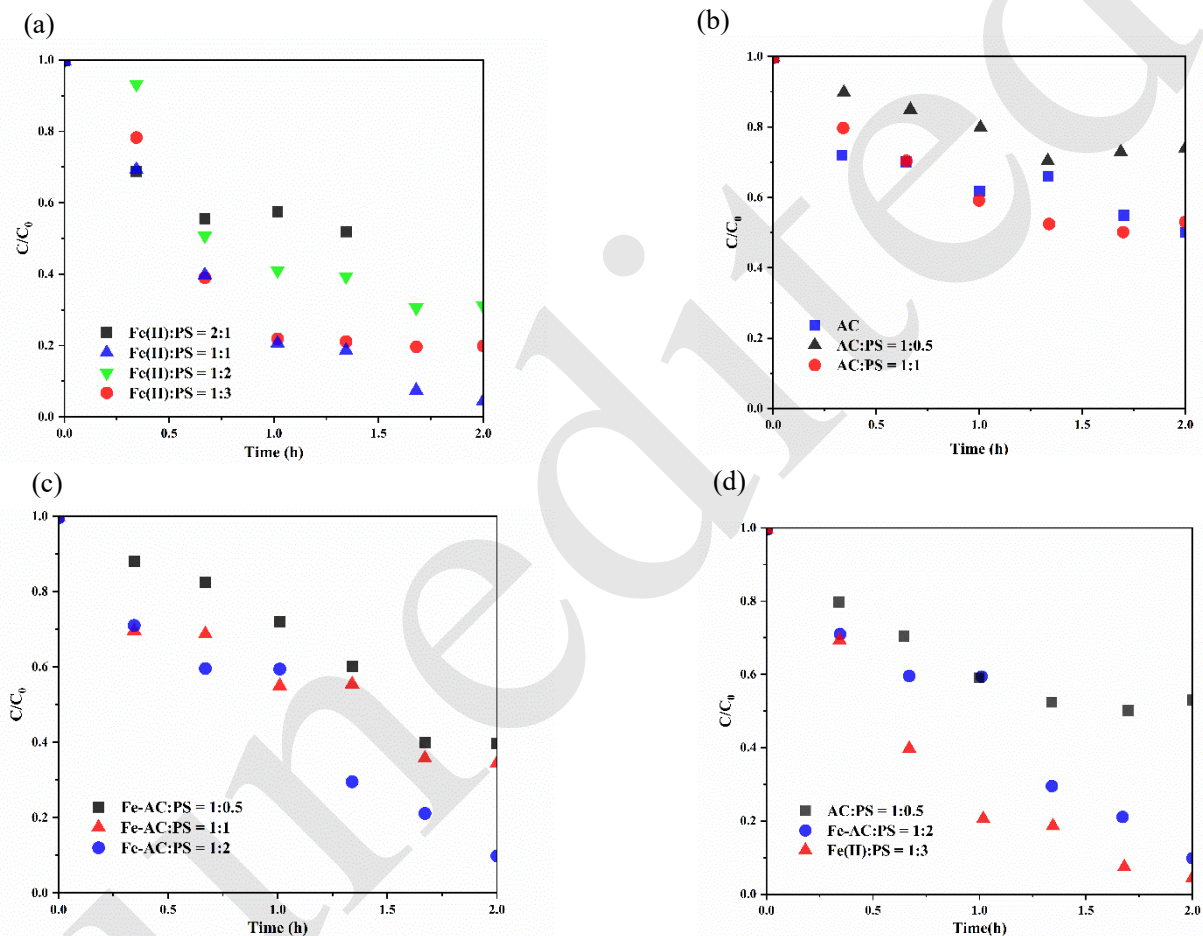 (a)
C/C0
1.0
0.8
0.6
0.4
0.2
0.0
Fe(II):PS = 2:1
Fe(II):PS = 1:1
Fe(II):PS = 1:2
Fe(II):PS = 1:3
0.0 0.5 1.0 1.5 2.0
Time (h)
(b)
C/C0
1.0
0.8
0.6
0.4
0.2
0.0
AC
AC:PS = 1:0.5
AC:PS = 1:1
0.0 0.5 1.0 1.5 2.0
Time (h)
(c)
C/C0
1.0
0.8
0.6
0.4
0.2
0.0
Fe-AC:PS = 1:0.5
Fe-AC:PS = 1:1
Fe-AC:PS = 1:2
0.0 0.5 1.0 1.5 2.0
Time (h)
(d)
C/C0
1.0
0.8
0.6
0.4
0.2
0.0
AC:PS = 1:0.5
Fe-AC:PS = 1:2
Fe(II):PS = 1:3
0.0 0.5 1.0 1.5 2.0
Time(h)
nedited